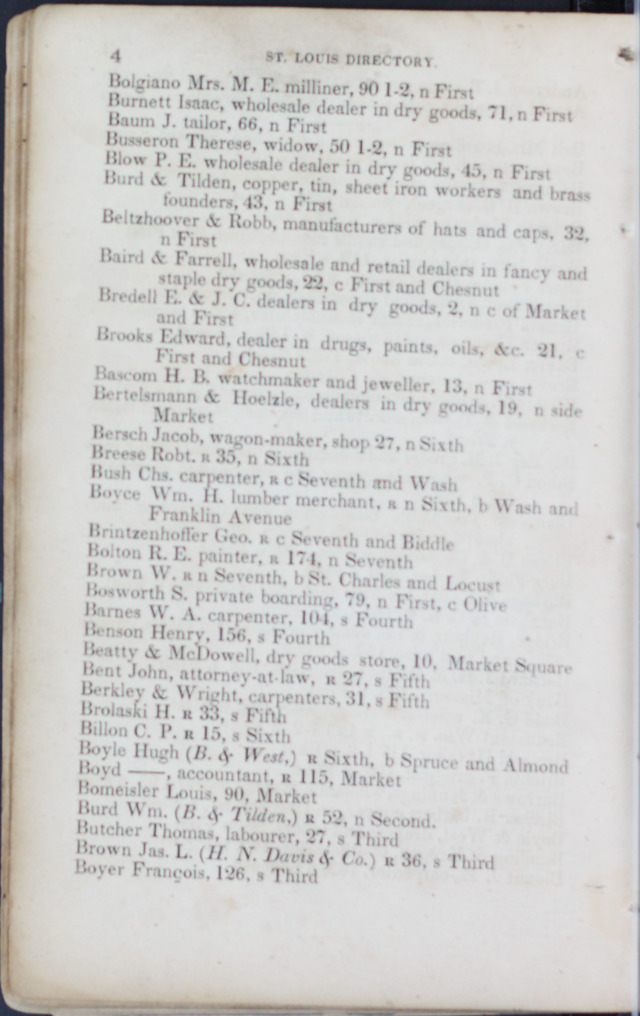 4 ST. LOUIS DIRECTORY.
Bolgiano Mrs. M. E. milliner, 90 1-2, n First
Burnett Isaac, wholesale dealer in dry goods, 71, n First
Baum J. tailor, 66, n First
Busseron Therese, widow, 50 1-2, n First
Blow P. E. wholesale dealer in dry goods, 45, n First
Burd & Tilden, copper, tin, sheet iron workers and brass
founders, 43, n First
Beltzhoover & Robb, manufacturers of hats and caps, 32,
n First
Baird & Farrell, wholesale and retail dealers in fancy and
staple dry goods, 22, c First and Chesnut
Bredell E. & J. C. dealers in dry goods, 2, n c of Market
and First
Brooks Edward, dealer in drugs, paints, oils, &c. 21, c
First and Chesnut
Bascom H. B. watchmaker and jeweller, 13, n First
Bertelsmann & Hoelzle, dealers in dry goods, 19, n side
Market
Bersch Jacob, wagon-maker, shop 27, n Sixth
Breese Robt. R 35, n Sixth
Bush Chs. carpenter, R c Seventh and Wash
Boyce Wm. H. lumber merchant, R n Sixth, b Wash and
Franklin Avenue
Brintzenhoffer Geo. R c Seventh and Biddle
Bolton R. E. painter, R 174, n Seventh
Brown W. R n Seventh, b St. Charles and Locust
Bosworth S. private boarding, 79, n First, c Olive
Barnes W. A. carpenter, 104, s Fourth
Benson Henry, 156, s Fourth
Beatty & McDowell, dry goods store, 10, Market Square
Bent John, attorney-at-law, R 27, s Fifth
Berkley & Wright, carpenters, 31, s Fifth
Brolaski H. R 33, s Fifth
Billon C. P. R 15, s Sixth
Boyle Hugh (B. & West,) R Sixth, b Spruce and Almond
Boyd ——, accountant, R 115, Market
Bomeisler Louis, 90, Market
Burd Wm. (B. & Tilden,) R 52, n Second.
Butcher Thomas, labourer, 27, s Third
Brown Jas. L. (H. N. Davis & Co.) R 36, s Third
Boyer François, 126, s Third